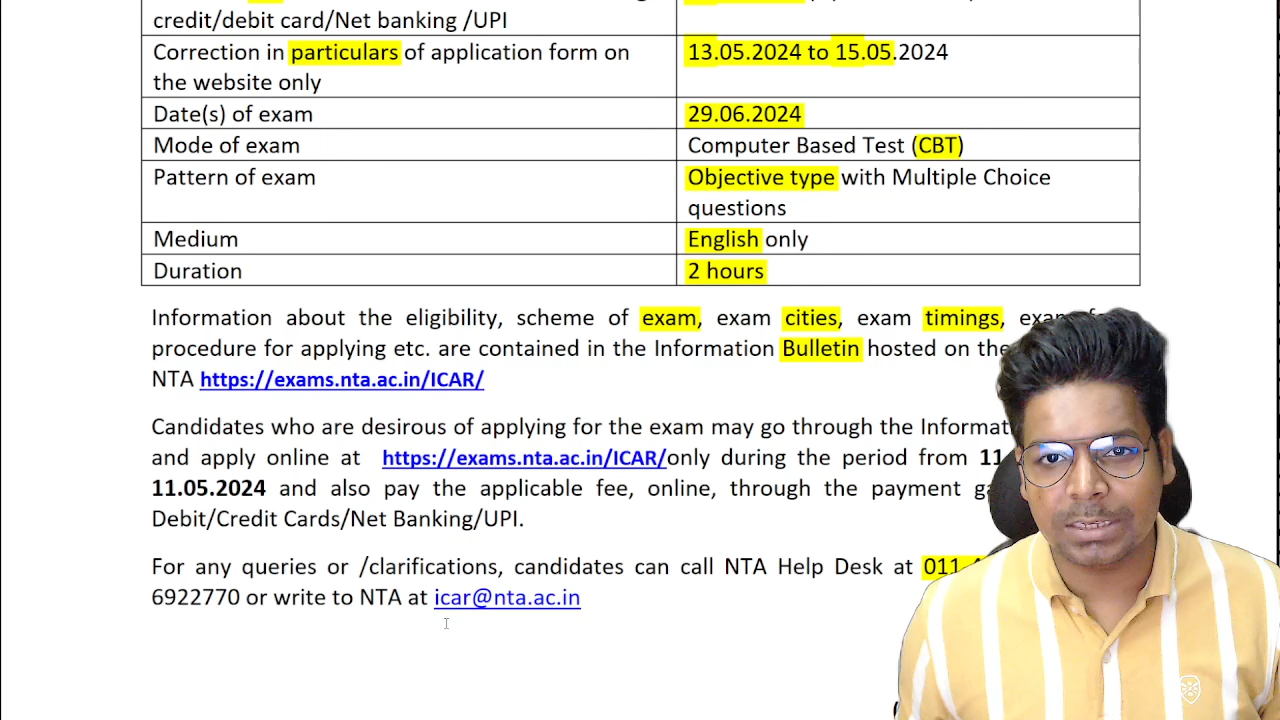 credit/debit card/Net banking /UPI
Correction in particulars of application form on
the website only
13.05.2024 to 15.05.2024
Date(s) of exam
29.06.2024
Mode of exam
Computer Based Test (CBT)
Pattern of exam
Objective type with Multiple Choice
questions
Medium
English only
Duration
2 hours
Information about the eligibility, scheme of exam, exam cities, exam timings, exam
procedure for applying etc. are contained in the Information Bulletin hosted on the
NTA https://exams.nta.ac.in/ICAR/
Candidates who are desirous of applying for the exam may go through the
and apply online at https://exams.nta.ac.in/ICAR/only during the period from 11
11.05.2024 and also pay the applicable fee, online, through the payment
Debit/Credit Cards/Net Banking/UPI.
For any queries or /clarifications, candidates can call NTA Help Desk at 011
6922770 or write to NTA at icar@nta.ac.in